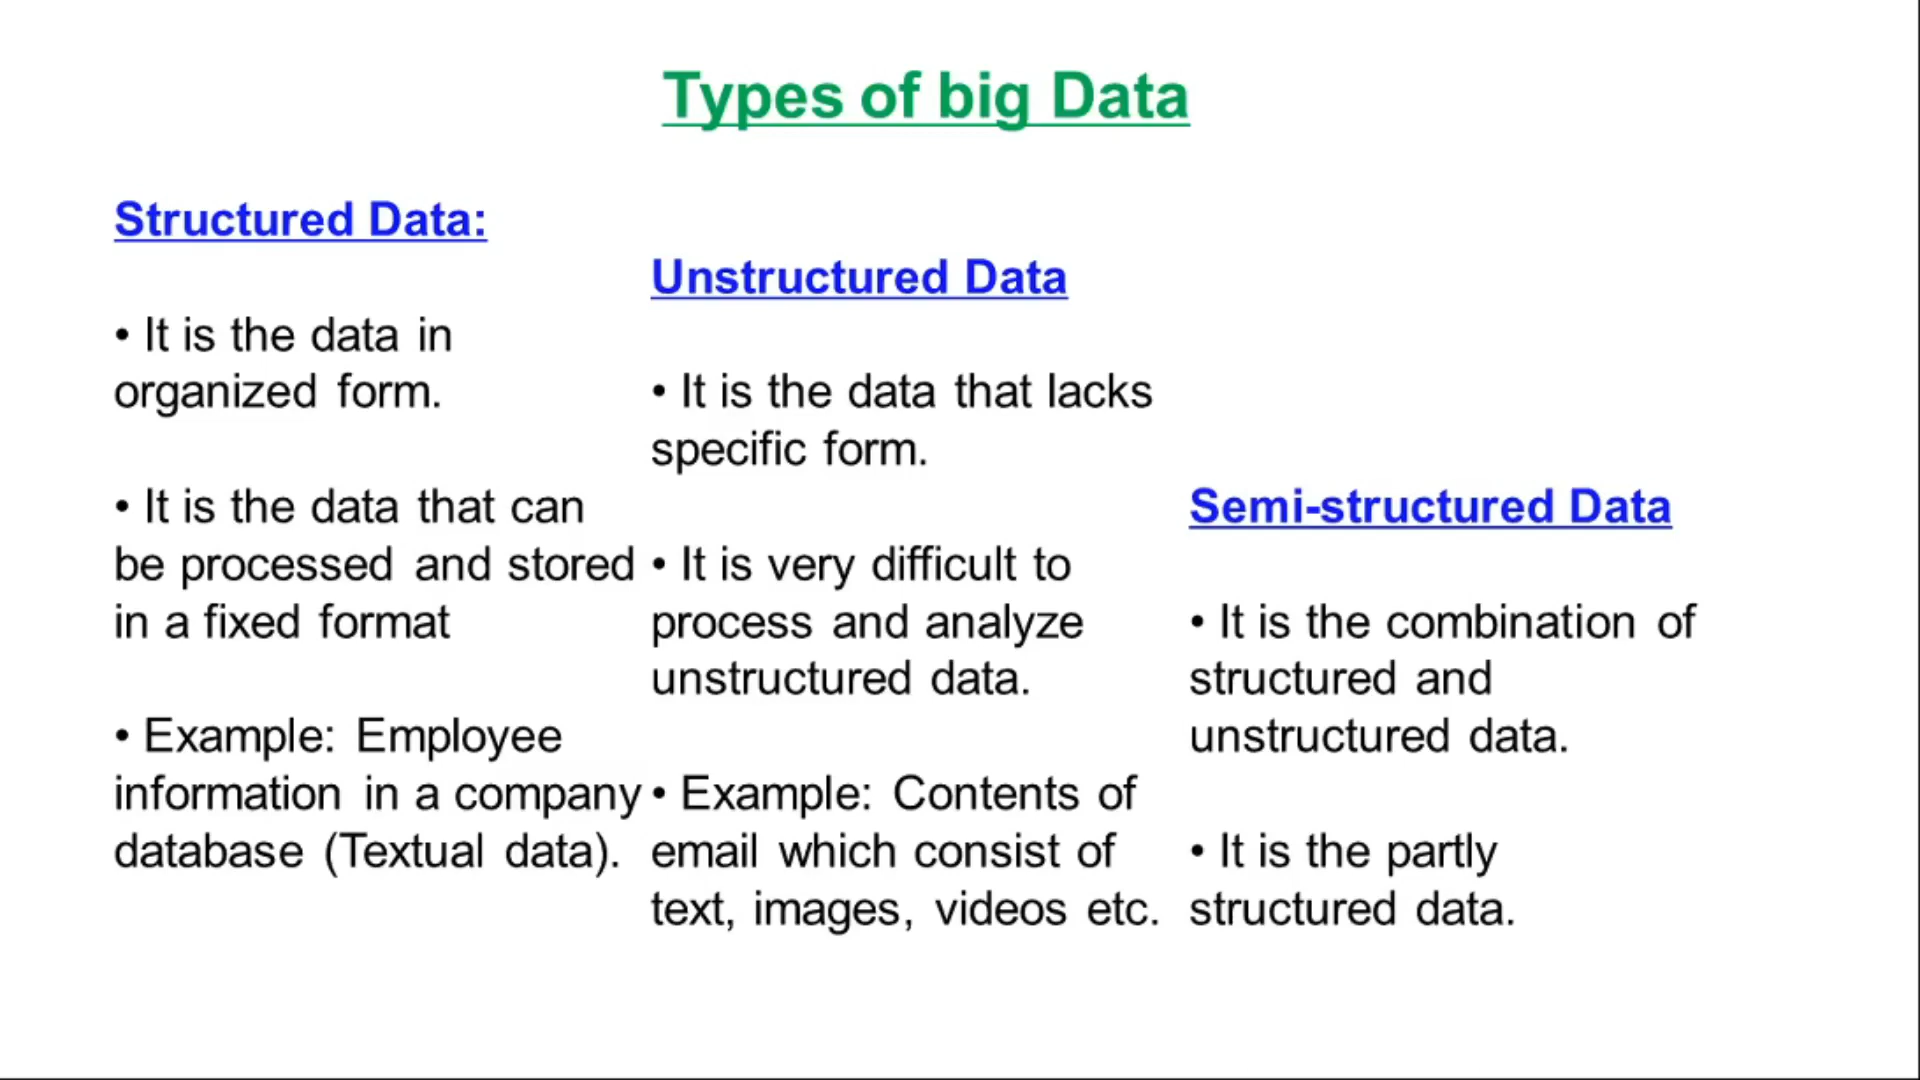 Types of big Data
Structured Data:
• It is the data in
organized form.
• It is the data that can
be processed and stored
in a fixed format
• Example: Employee
information in a company
database (Textual data).
Unstructured Data
• It is the data that lacks
specific form.
• It is very difficult to
process and analyze
unstructured data.
• Example: Contents of
email which consist of
text, images, videos etc.
Semi-structured Data
• It is the combination of
structured and
unstructured data.
• It is the partly
structured data.